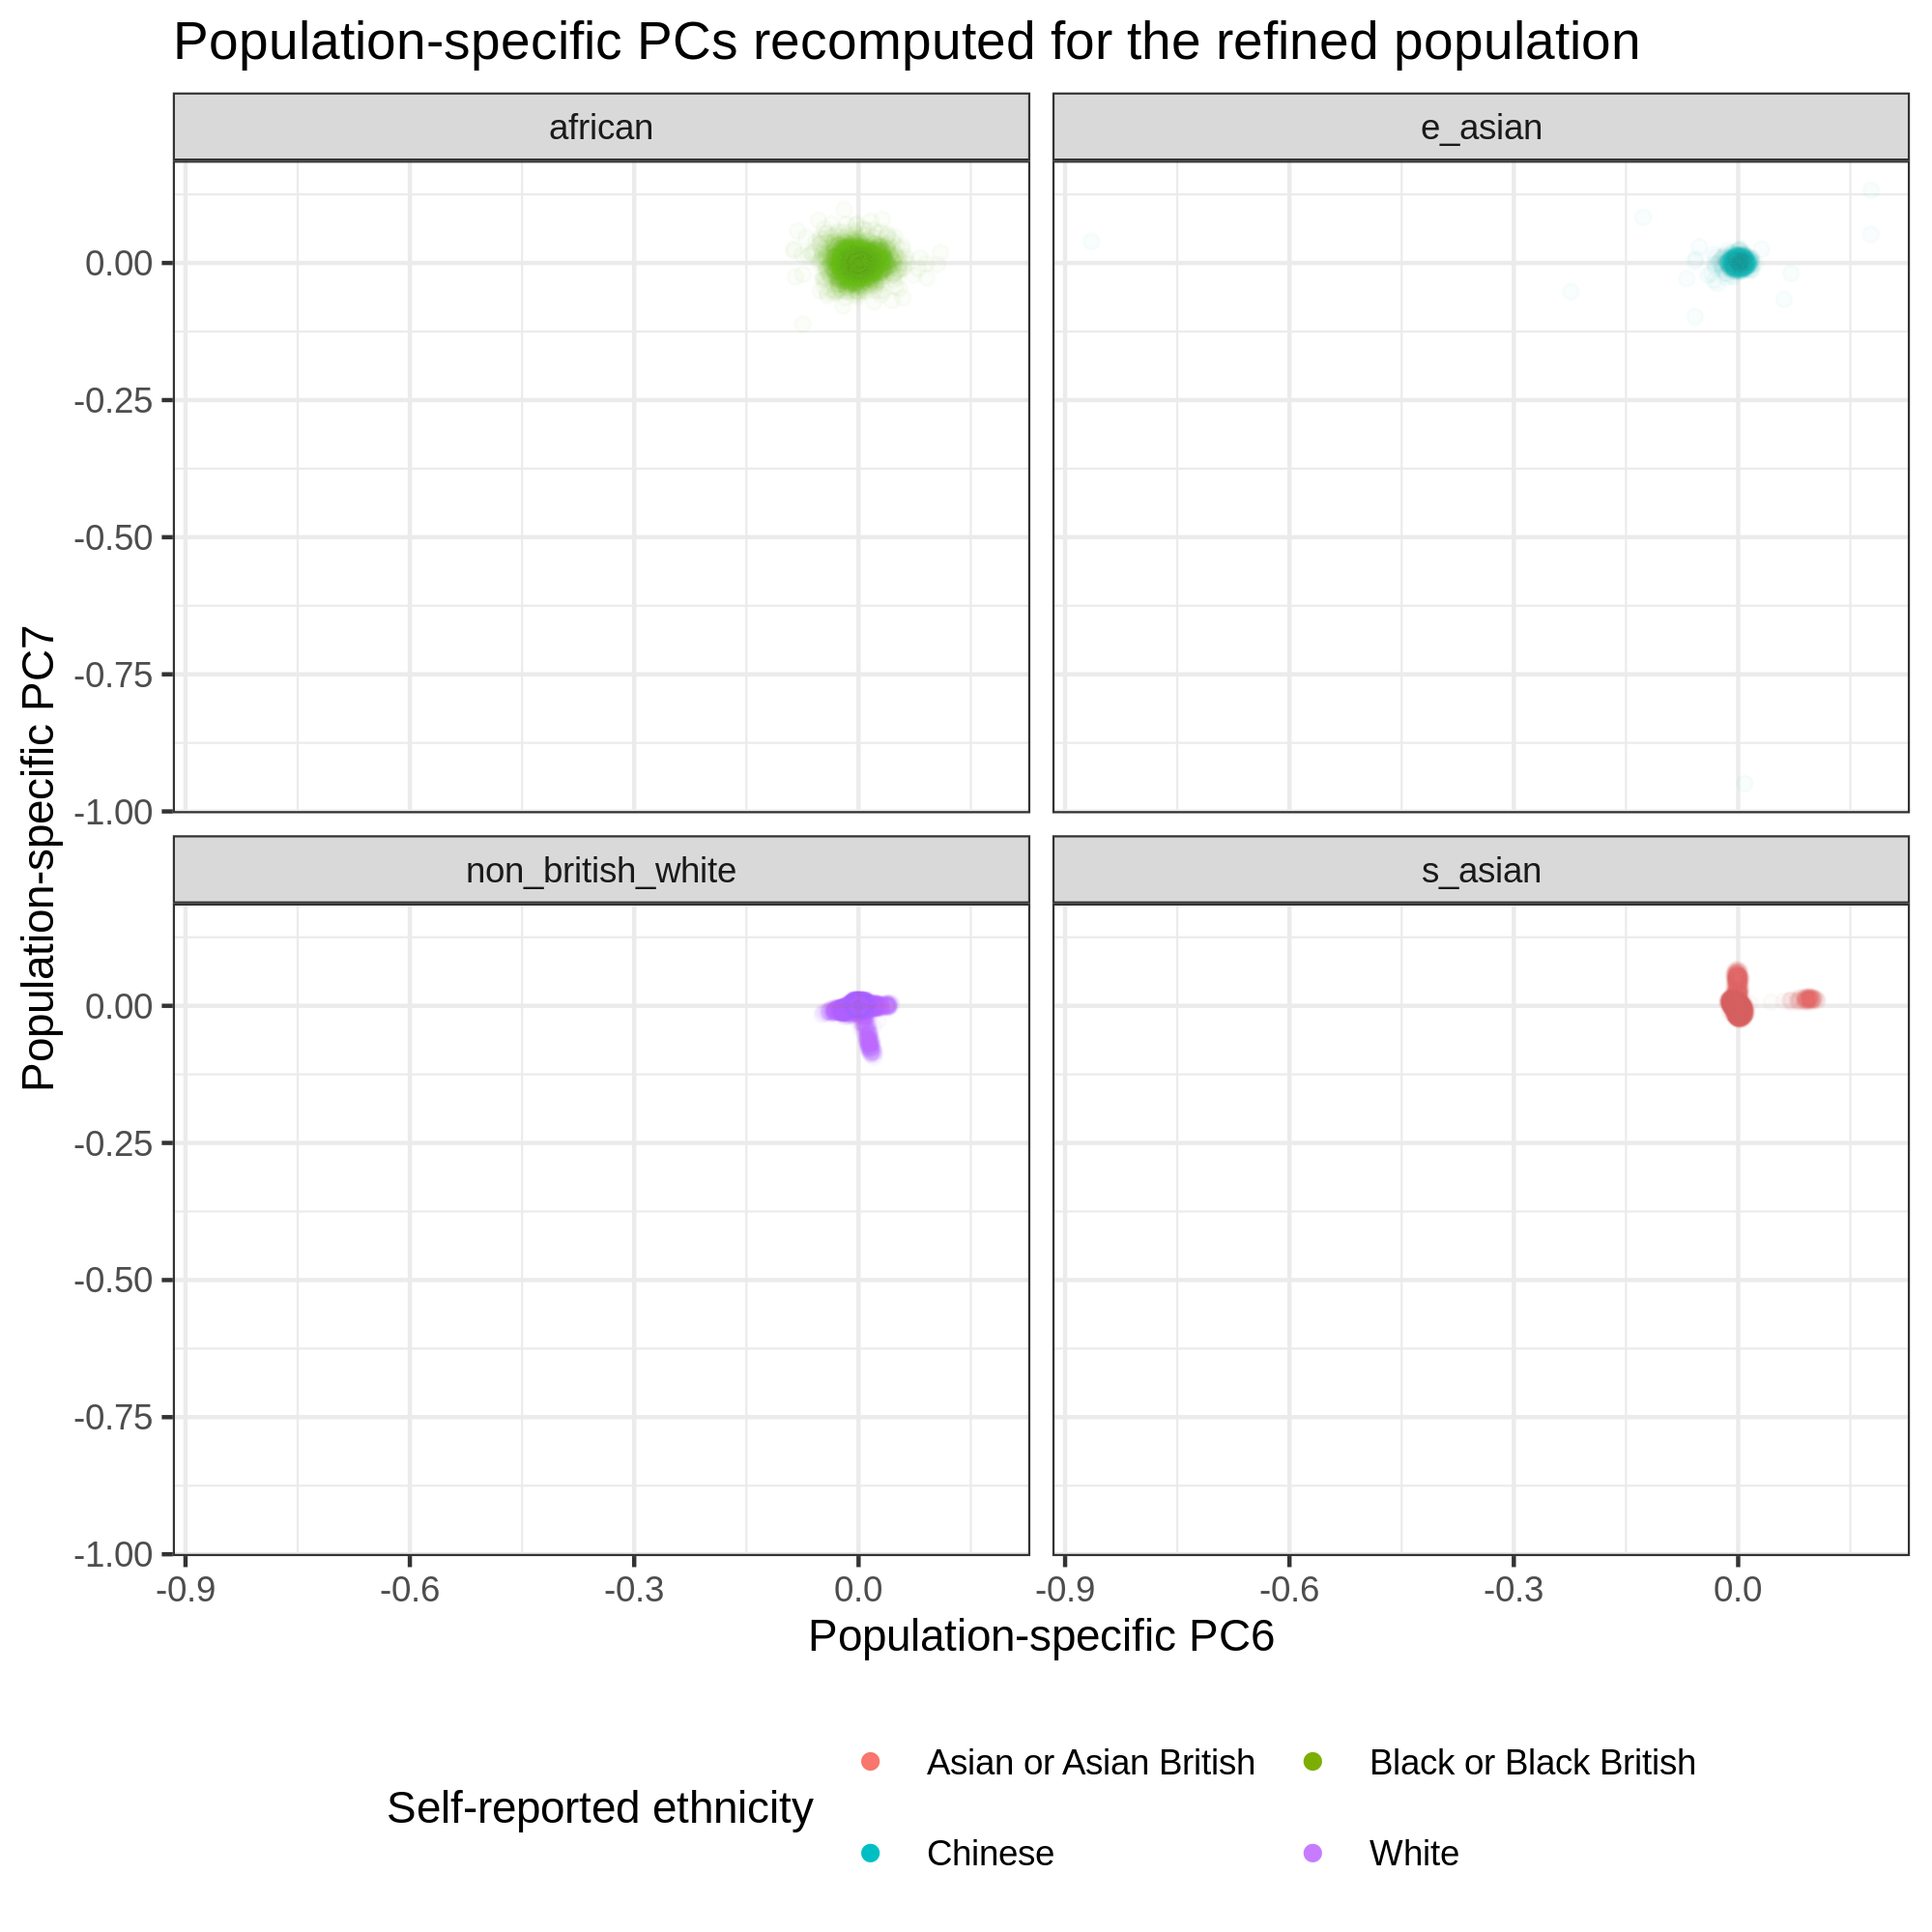 Population-specific PCs recomputed for the refined population
african
e_asian
0.00
-0.25
-0.50
-0.75
-1.00
non_british_white
s_asian
0.00
-0.25
-0.50
-0.75
-1.00
Population-specific PC7
-0.9
-0.6
-0.3
0.0
-0.9
-0.6
-0.3
0.0
Population-specific PC6
Self-reported ethnicity
Asian or Asian British
Black or Black British
Chinese
White